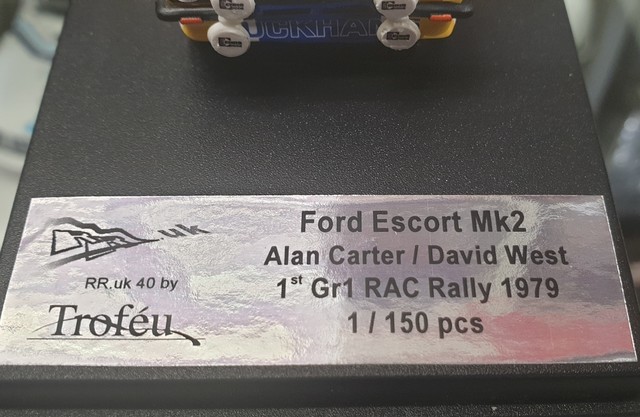 UCKHA
.uk
RR.uk 40 by
Troféu
Ford Escort Mk2
Alan Carter / David West
1st Gr1 RAC Rally 1979
1 / 150 pcs